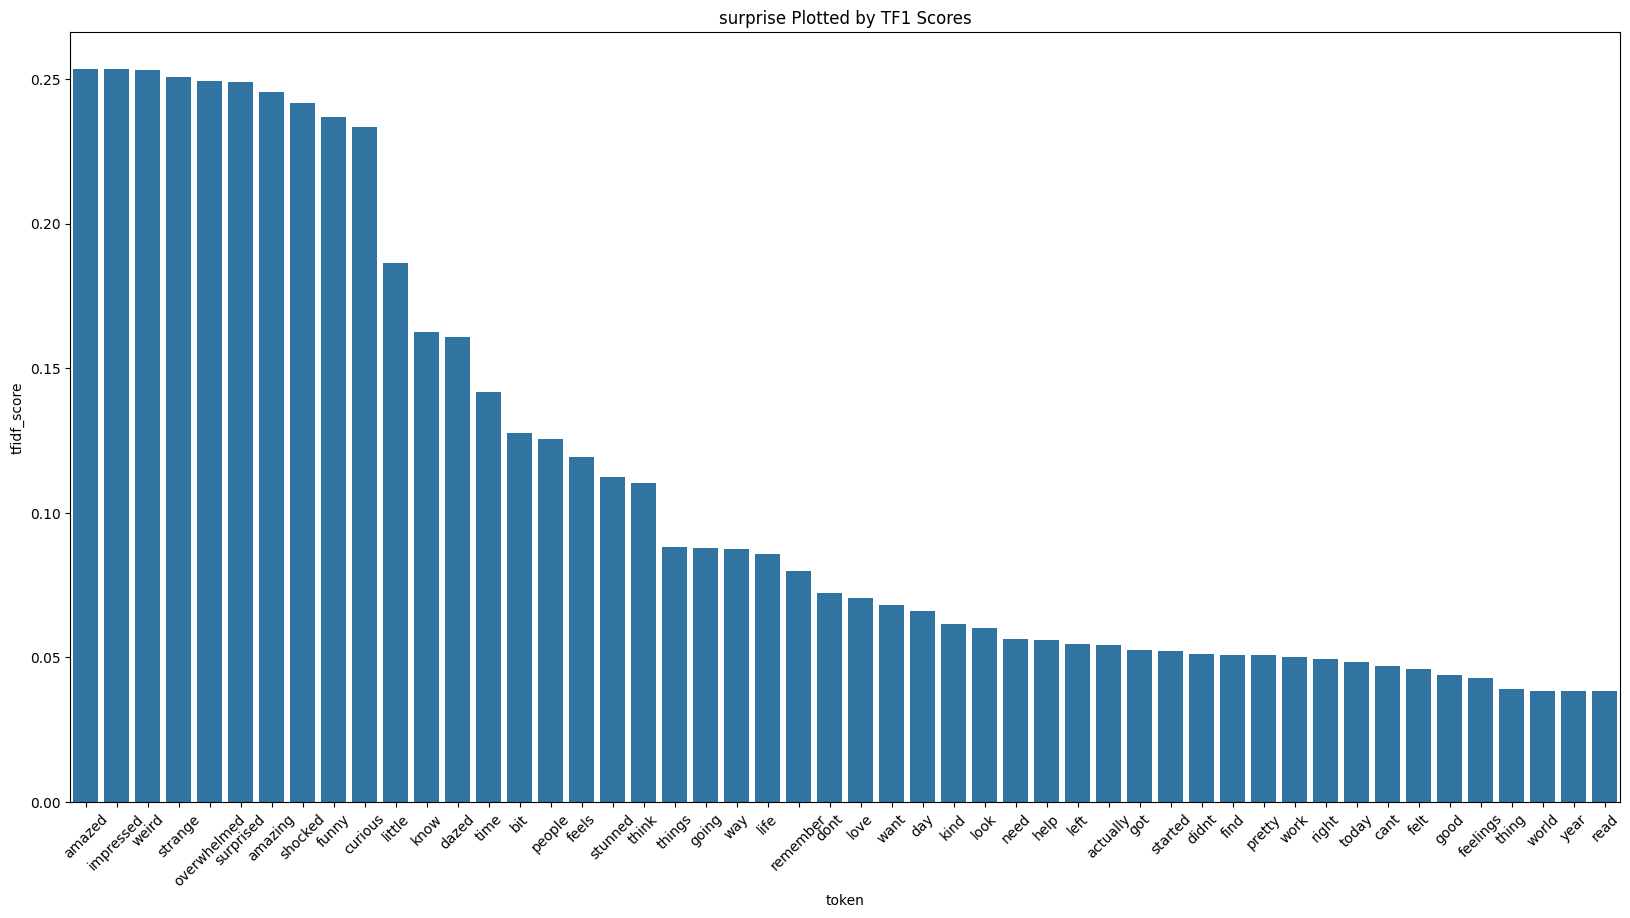 surprise Plotted by TF1 Scores
tfidf_score
0.25
0.20
0.15
0.10
0.05
0.00
amazed
impressed
weird
strange
overwhelmed
surprised
amazing
shocked
funny
curious
little
know
dazed
time
bit
people
feels
stunned
think
things
going
way
life
remember
dont
love
want
day
kind
look
need
help
left
actually
got
started
didnt
find
pretty
work
right
today
cant
felt
good
feelings
thing
world
year
read
token